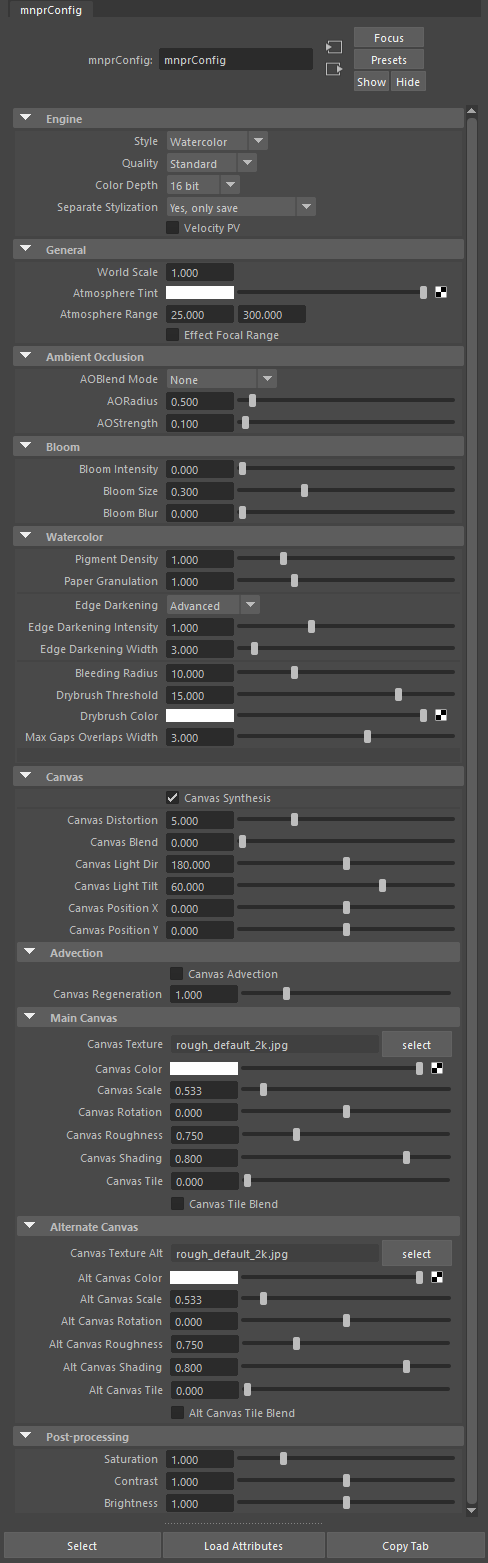 mnprConfig
mnprConfig: mnprConfig
Focus
Presets
Show Hide
Engine
Style Watercolor
Quality Standard
Color Depth 16 bit
Separate Stylization Yes, only save
Velocity PV
General
World Scale 1.000
Atmosphere Tint
Atmosphere Range 25.000 300.000
Effect Focal Range
Ambient Occlusion
AOBlend Mode None
AORadius 0.500
AOStrength 0.100
Bloom
Bloom Intensity 0.000
Bloom Size 0.300
Bloom Blur 0.000
Watercolor
Pigment Density 1.000
Paper Granulation 1.000
Edge Darkening Advanced
Edge Darkening Intensity 1.000
Edge Darkening Width 3.000
Bleeding Radius 10.000
Drybrush Threshold 15.000
Drybrush Color
Max Gaps Overlaps Width 3.000
Canvas
Canvas Synthesis
Canvas Distortion 5.000
Canvas Blend 0.000
Canvas Light Dir 180.000
Canvas Light Tilt 60.000
Canvas Position X 0.000
Canvas Position Y 0.000
Advection
Canvas Advection
Canvas Regeneration 1.000
Main Canvas
Canvas Texture rough_default_2k.jpg select
Canvas Color
Canvas Scale 0.533
Canvas Rotation 0.000
Canvas Roughness 0.750
Canvas Shading 0.800
Canvas Tile 0.000
Canvas Tile Blend
Alternate Canvas
Canvas Texture Alt rough_default_2k.jpg select
Alt Canvas Color
Alt Canvas Scale 0.533
Alt Canvas Rotation 0.000
Alt Canvas Roughness 0.750
Alt Canvas Shading 0.800
Alt Canvas Tile 0.000
Alt Canvas Tile Blend
Post-processing
Saturation 1.000
Contrast 1.000
Brightness 1.000
Select Load Attributes Copy Tab